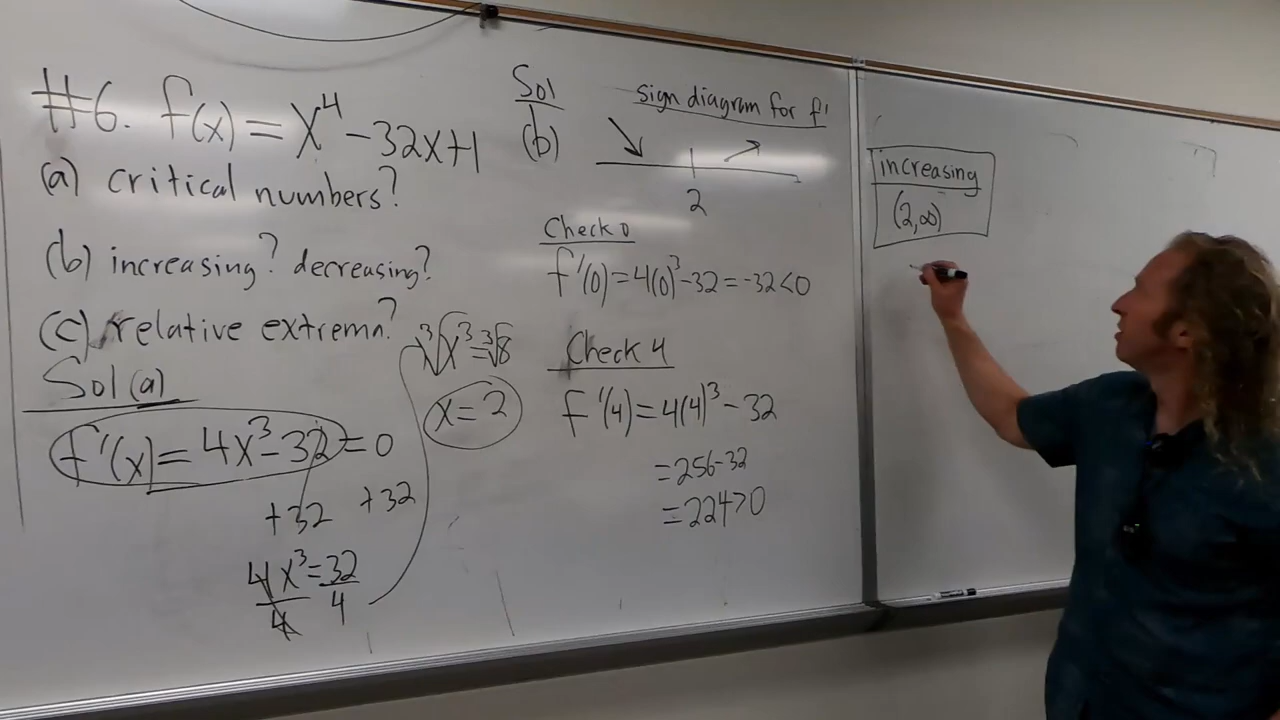 #6. f(x) = x⁴ - 32x + 1
(a) critical numbers?
(b) increasing? decreasing?
(c) relative extrema?
Sol (a)
f'(x) = 4x³ - 32 = 0
+32 +32
4x³ = 32
4 4
∛x³ = ∛8
x = 2
Sol
(b)
sign diagram for f'
2
Check 0
f'(0) = 4(0)³ - 32 = -32 < 0
Check 4
f'(4) = 4(4)³ - 32
= 256 - 32
= 224 > 0
increasing
(2, ∞)